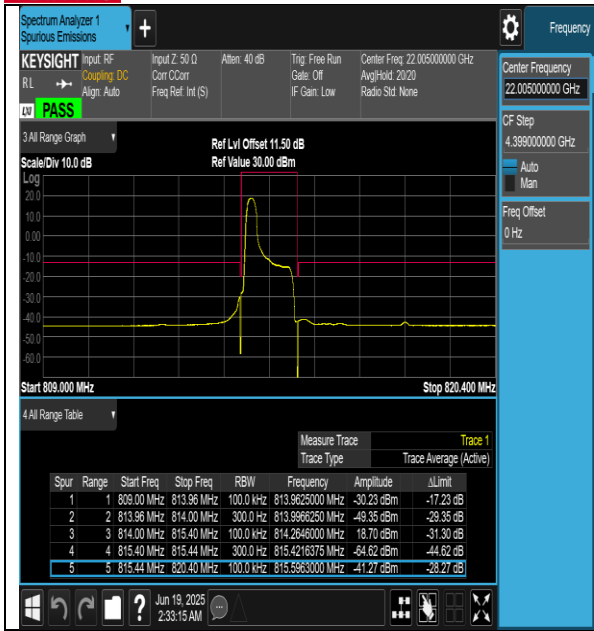 Spectrum Analyzer 1
Spurious Emissions
+
Frequency
KEYSIGHT Input: RF Input Z: 50 Ω Atten: 40 dB Trig: Free Run Center Freq: 22.005000000 GHz
RL Coupling: DC Corr CCorr Gate: Off Avg|Hold: 20/20
Align: Auto Freq Ref: Int (S) IF Gain: Low Radio Std: None
PASS
Center Frequency
22.005000000 GHz
CF Step
4.399000000 GHz
Auto
Man
Freq Offset
0 Hz
3 All Range Graph
Ref Lvl Offset 11.50 dB
Scale/Div 10.0 dB Ref Value 30.00 dBm
Log
20.0
10.0
0.00
-10.0
-20.0
-30.0
-40.0
-50.0
-60.0
Start 809.000 MHz Stop 820.400 MHz
4 All Range Table
Measure Trace Trace 1
Trace Type Trace Average (Active)
Spur Range Start Freq Stop Freq RBW Frequency Amplitude ΔLimit
1 1 809.00 MHz 813.96 MHz 100.0 kHz 813.9625000 MHz -30.23 dBm -17.23 dB
2 2 813.96 MHz 814.00 MHz 300.0 Hz 813.9966250 MHz -49.35 dBm -29.35 dB
3 3 814.00 MHz 815.40 MHz 100.0 kHz 814.2646000 MHz 18.70 dBm -31.30 dB
4 4 815.40 MHz 815.44 MHz 300.0 Hz 815.4216375 MHz -64.62 dBm -44.62 dB
5 5 815.44 MHz 820.40 MHz 100.0 kHz 815.5963000 MHz -41.27 dBm -28.27 dB
? Jun 19, 2025
2:33:15 AM